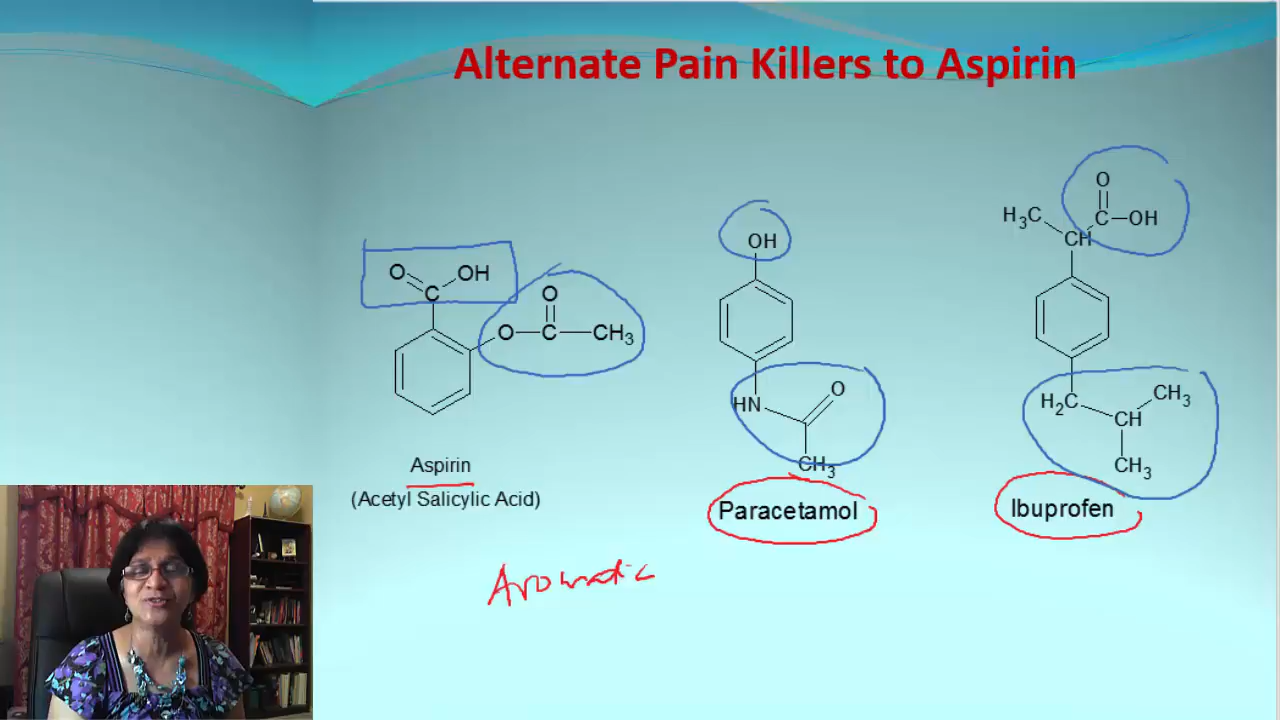 Alternate Pain Killers to Aspirin
O
OH
C
O
O
C
CH3
Aspirin
(Acetyl Salicylic Acid)
OH
HN
O
CH3
Paracetamol
O
H3C
C
OH
CH
H2C
CH3
CH
CH3
Ibuprofen
Aromatic